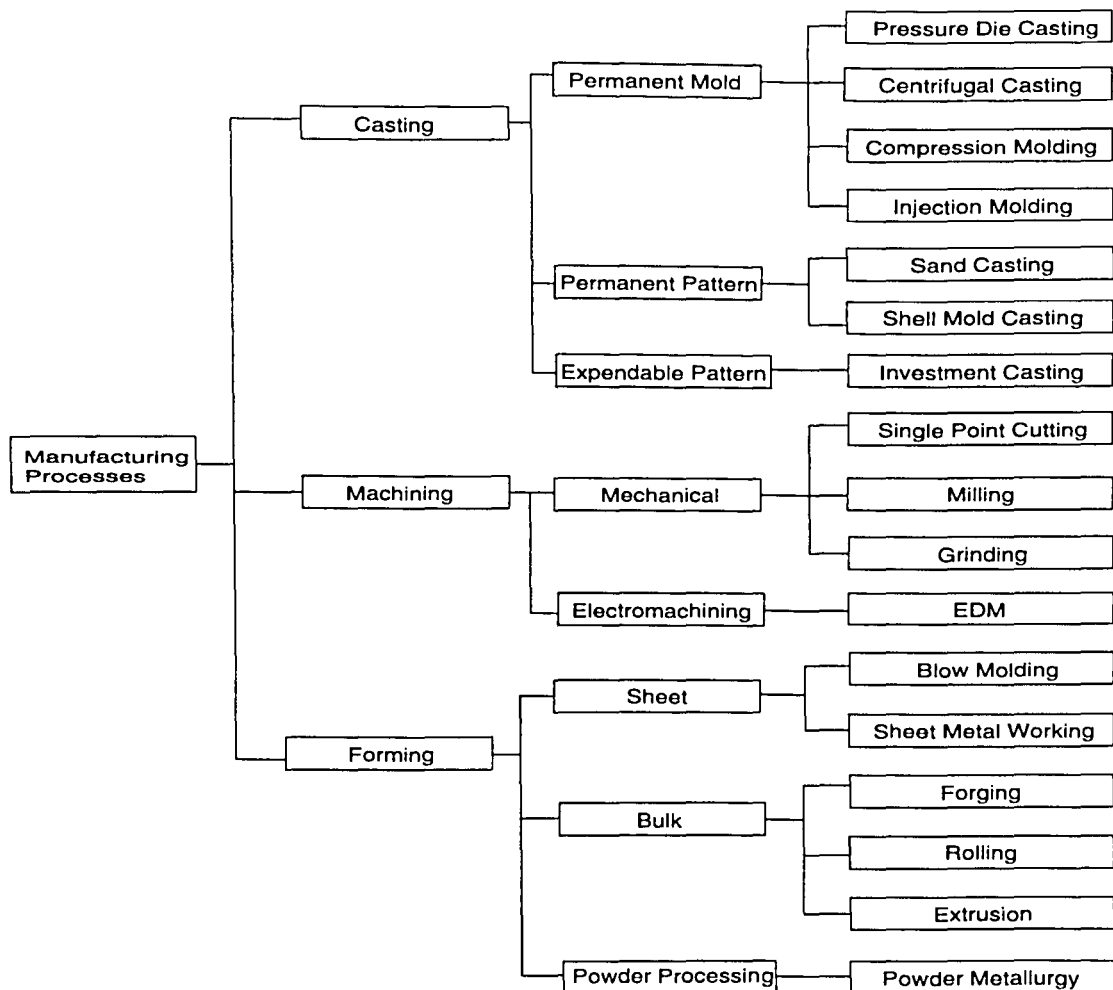 Manufacturing
Processes
Casting
Permanent Mold
Pressure Die Casting
Centrifugal Casting
Compression Molding
Injection Molding
Permanent Pattern
Sand Casting
Shell Mold Casting
Expendable Pattern
Investment Casting
Machining
Mechanical
Single Point Cutting
Milling
Grinding
Electromachining
EDM
Forming
Sheet
Blow Molding
Sheet Metal Working
Bulk
Forging
Rolling
Extrusion
Powder Processing
Powder Metallurgy